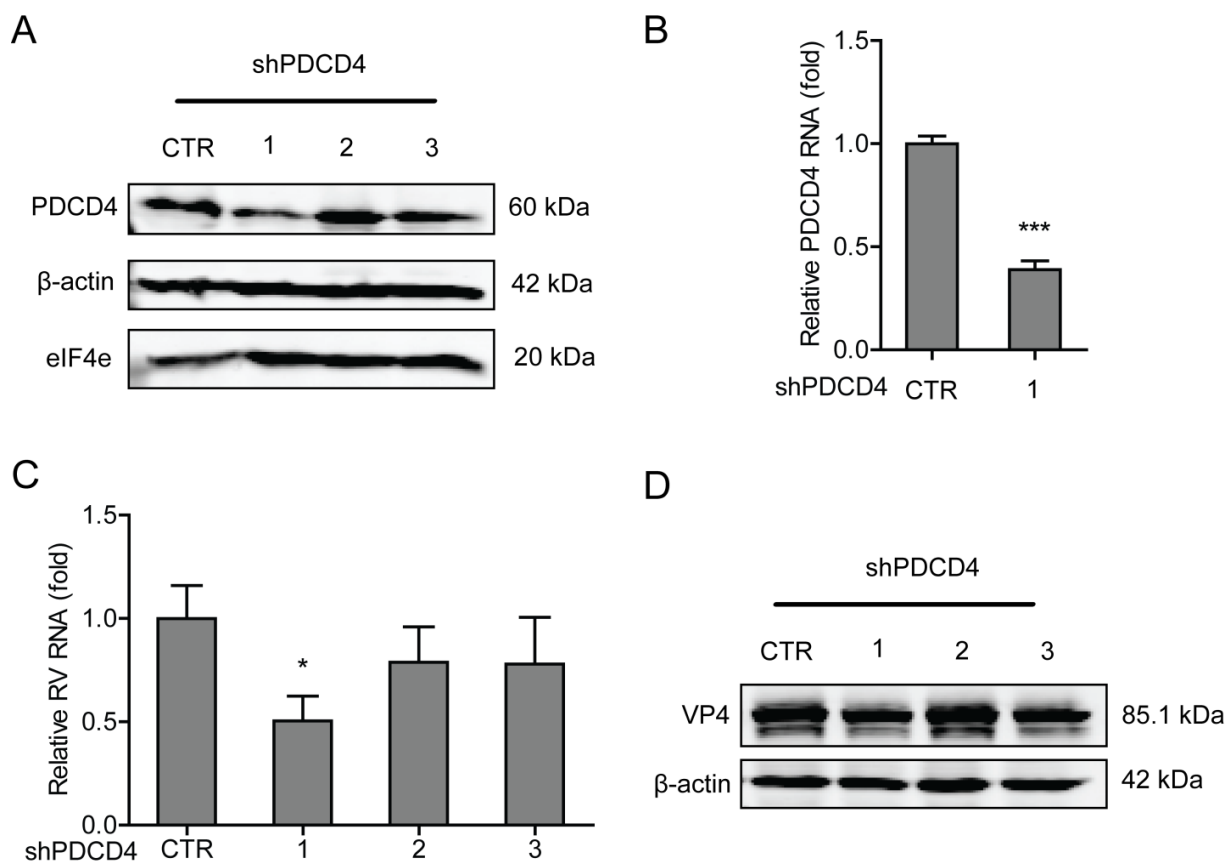 A
shPDCD4
CTR 1 2 3
PDCD4 60 kDa
β-actin 42 kDa
eIF4e 20 kDa
B
Relative PDCD4 RNA (fold)
1.5
1.0
0.5
0.0
***
shPDCD4 CTR 1
C
Relative RV RNA (fold)
1.5
1.0
0.5
0.0
*
shPDCD4 CTR 1 2 3
D
shPDCD4
CTR 1 2 3
VP4 85.1 kDa
β-actin 42 kDa